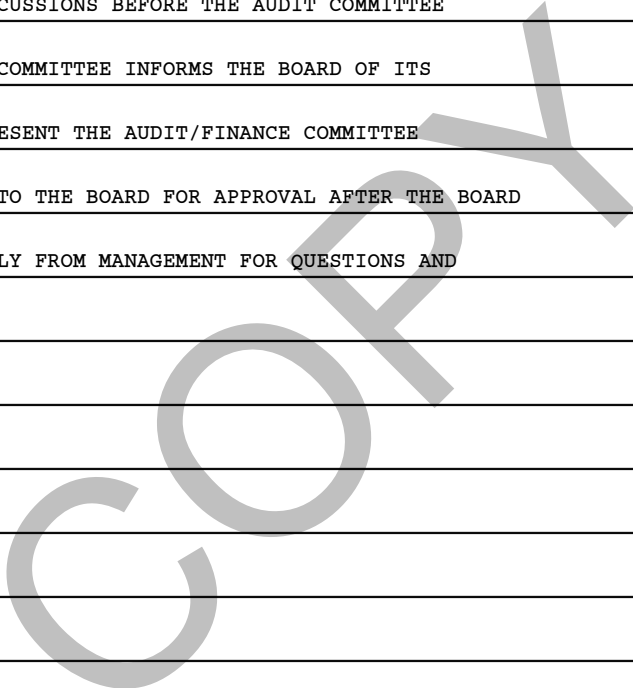 CUSSIONS BEFORE THE AUDIT COMMITTEE
COMMITTEE INFORMS THE BOARD OF ITS
ESENT THE AUDIT/FINANCE COMMITTEE
TO THE BOARD FOR APPROVAL AFTER THE BOARD
LY FROM MANAGEMENT FOR QUESTIONS AND
COPY